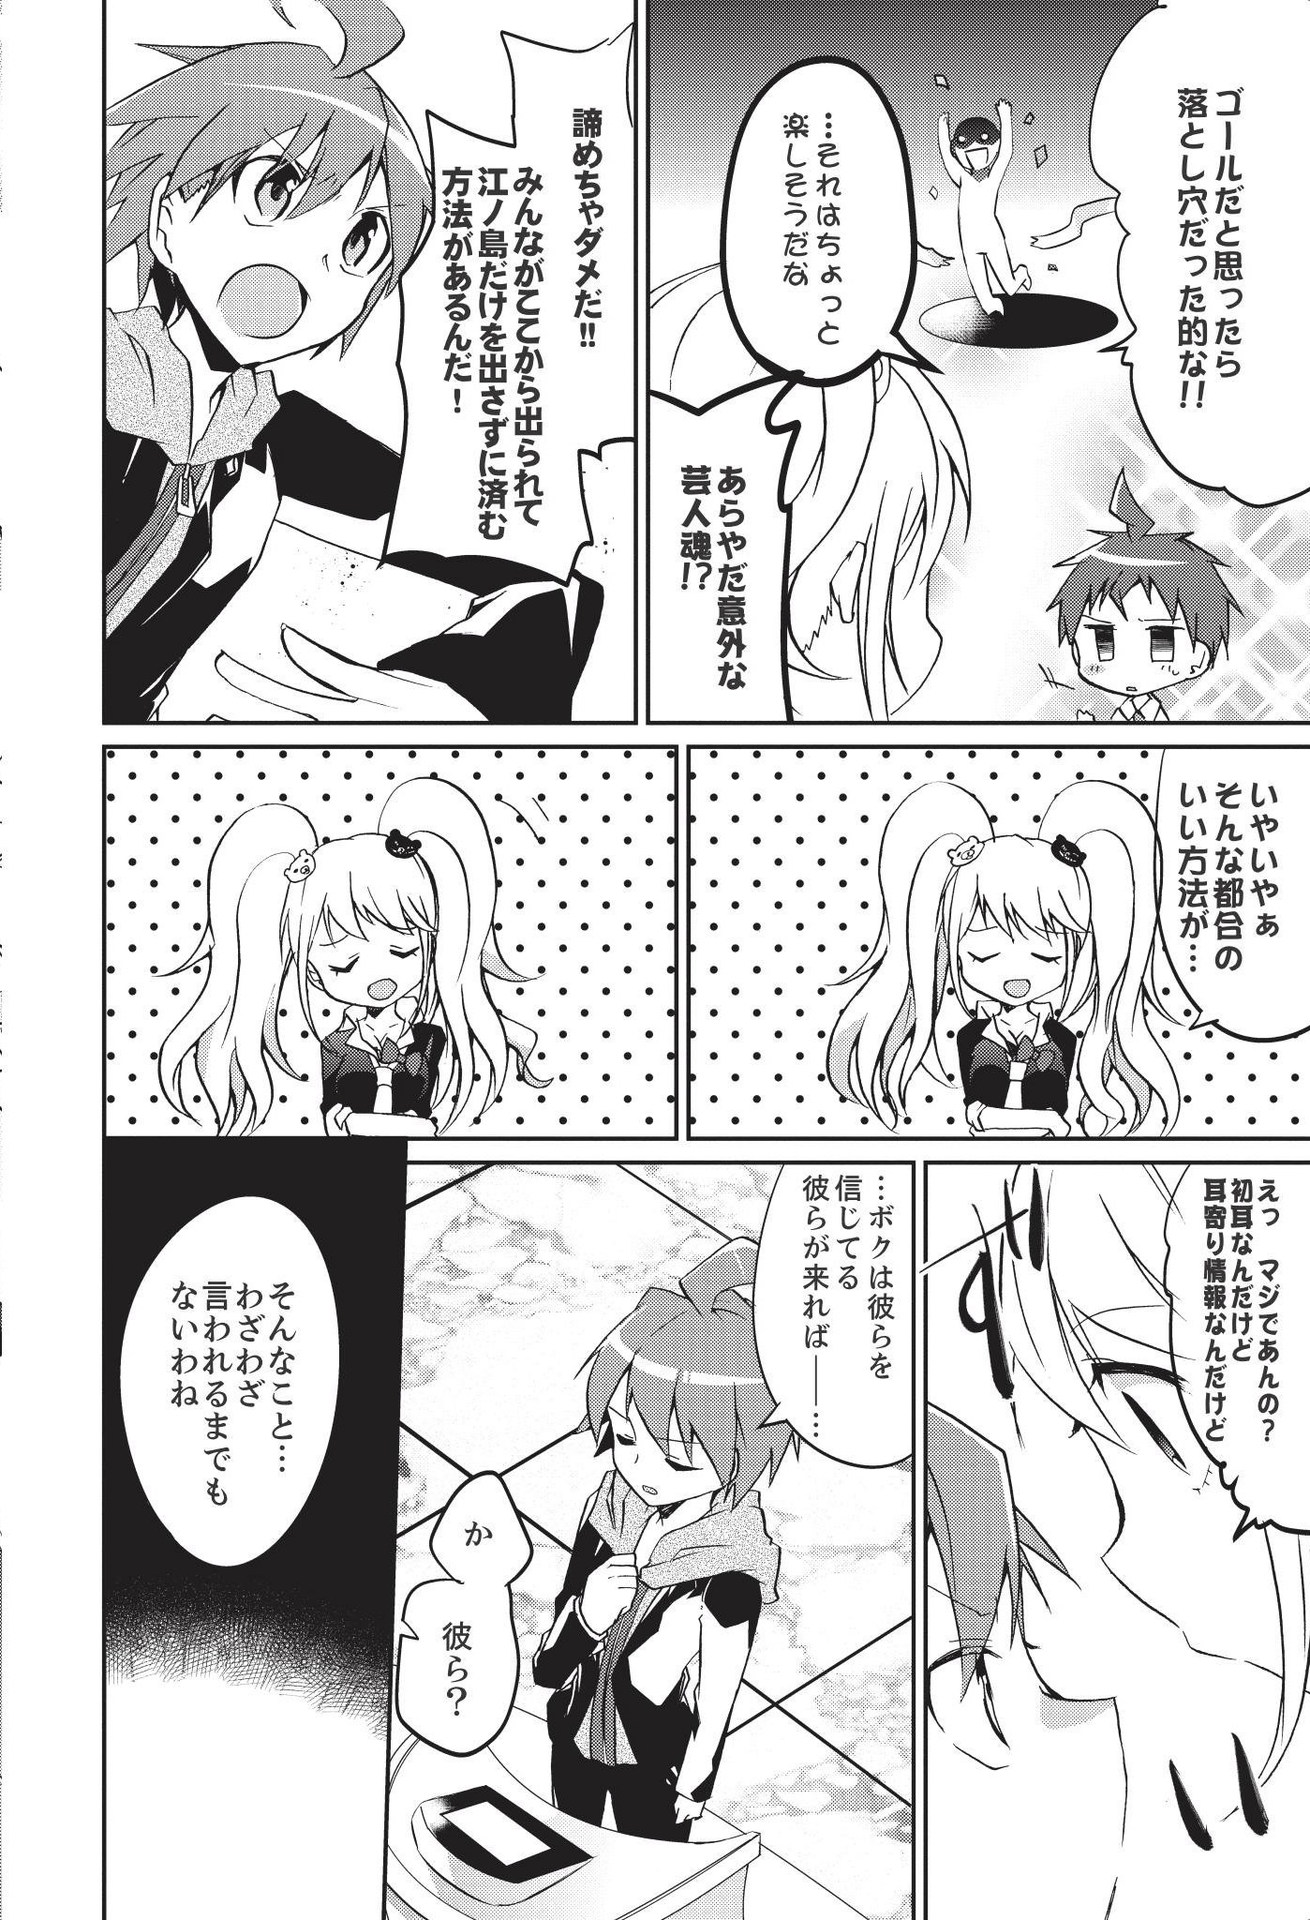 ゴールだと思ったら
落とし穴だった的な!!
…それはちょっと
楽しそうだな
あらやだ意外な
芸人魂!?
諦めちゃダメだ!!
みんながここから出られて
江ノ島だけを出さずに済む
方法があるんだ!
いやいやぁ
そんな都合の
いい方法が…
えっ マジであんの?
初耳なんだけど
耳寄り情報なんだけど
…ボクは彼らを
信じてる
彼らが来れば――…
か
彼ら?
そんなこと…
わざわざ
言われるまでも
ないわね